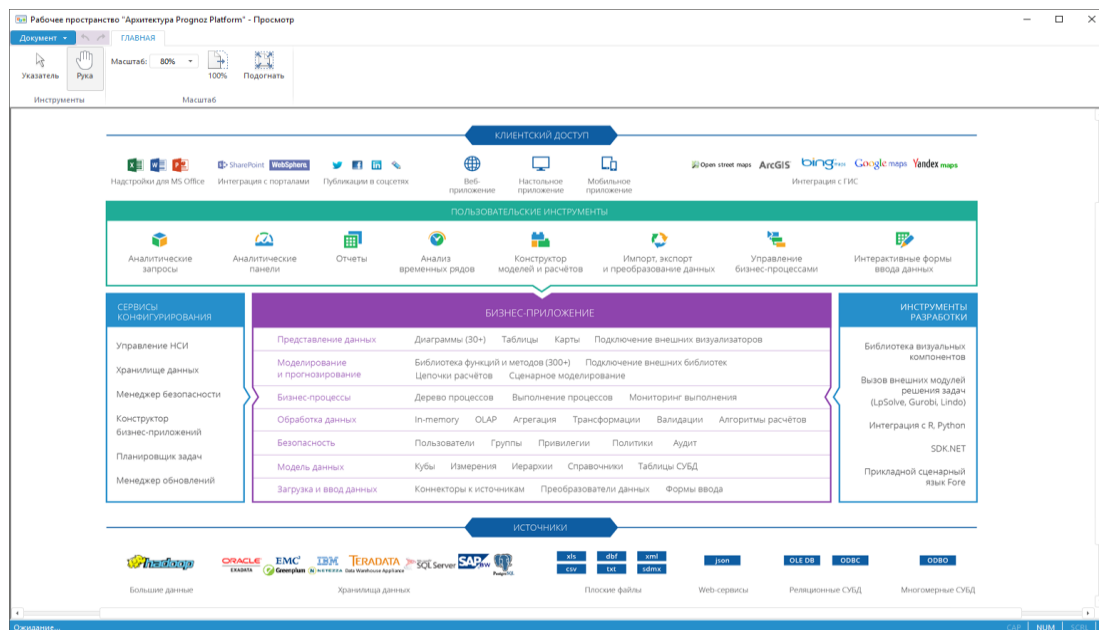 Рабочее пространство "Архитектура Prognoz Platform" - Просмотр
Документ
ГЛАВНАЯ
Указатель
Рука
Масштаб: 80%
100%
Подогнать
Инструменты
Масштаб
КЛИЕНТСКИЙ ДОСТУП
SharePoint WebSphere.
Open street maps ArcGIS bing Google maps Yandex maps
Надстройки для MS Office
Интеграция с порталами
Публикации в соцсетях
Веб-
приложение
Настольное
приложение
Мобильное
приложение
Интеграция с ГИС
ПОЛЬЗОВАТЕЛЬСКИЕ ИНСТРУМЕНТЫ
Аналитические
запросы
Аналитические
панели
Отчеты
Анализ
временных рядов
Конструктор
моделей и расчётов
Импорт, экспорт
и преобразование данных
Управление
бизнес-процессами
Интерактивные формы
ввода данных
СЕРВИСЫ
КОНФИГУРИРОВАНИЯ
Управление НСИ
Хранилище данных
Менеджер безопасности
Конструктор
бизнес-приложений
Планировщик задач
Менеджер обновлений
БИЗНЕС-ПРИЛОЖЕНИЕ
Представление данных Диаграммы (30+) Таблицы Карты Подключение внешних визуализаторов
Моделирование
и прогнозирование
Библиотека функций и методов (300+) Подключение внешних библиотек
Цепочки расчётов Сценарное моделирование
Бизнес-процессы Дерево процессов Выполнение процессов Мониторинг выполнения
Обработка данных In-memory OLAP Агрегация Трансформации Валидации Алгоритмы расчётов
Безопасность Пользователи Группы Привилегии Политики Аудит
Модель данных Кубы Измерения Иерархии Справочники Таблицы СУБД
Загрузка и ввод данных Коннекторы к источникам Преобразователи данных Формы ввода
ИНСТРУМЕНТЫ
РАЗРАБОТКИ
Библиотека визуальных
компонентов
Вызов внешних модулей
решения задач
(LpSolve, Gurobi, Lindo)
Интеграция с R, Python
SDK.NET
Прикладной сценарный
язык Fore
ИСТОЧНИКИ
hadoop
ORACLE
EXADATA
EMC²
Greenplum
IBM
NETEZZA
TERADATA
Data Warehouse Appliance
SQL Server
SAP BW
PostgreSQL
xls dbf xml
csv txt sdmx
json
OLE DB ODBC
ODBO
Большие данные
Хранилища данных
Плоские файлы
Web-сервисы
Реляционные СУБД
Многомерные СУБД
Ожидание...
CAP NUM SCRL